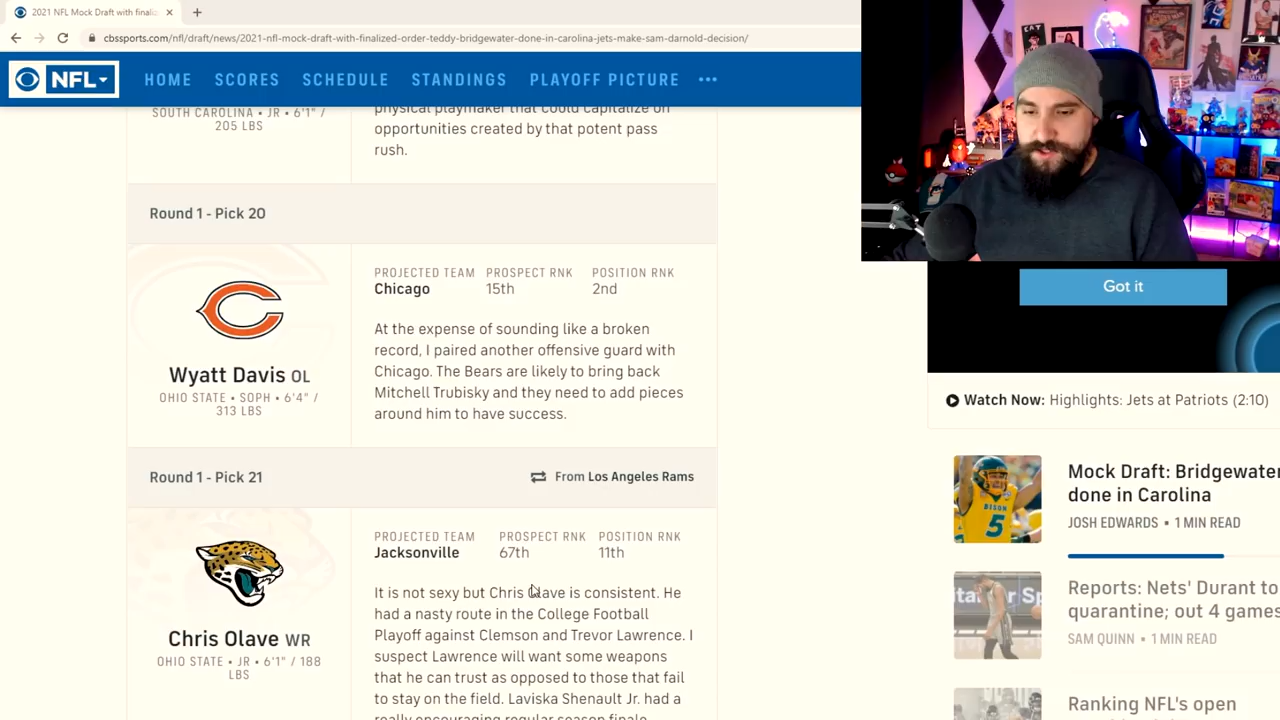 2021 NFL Mock Draft with finaliz
cbssports.com/nfl/draft/news/2021-nfl-mock-draft-with-finalized-order-teddy-bridgewater-done-in-carolina-jets-make-sam-darnold-decision/
NFL
HOME SCORES SCHEDULE STANDINGS PLAYOFF PICTURE
SOUTH CAROLINA • JR • 6'1" /
205 LBS
physical playmaker that could capitalize on
opportunities created by that potent pass
rush.
Round 1 - Pick 20
Wyatt Davis OL
OHIO STATE • SOPH • 6'4" /
313 LBS
PROJECTED TEAM PROSPECT RNK POSITION RNK
Chicago 15th 2nd
At the expense of sounding like a broken
record, I paired another offensive guard with
Chicago. The Bears are likely to bring back
Mitchell Trubisky and they need to add pieces
around him to have success.
Round 1 - Pick 21
From Los Angeles Rams
Chris Olave WR
OHIO STATE • JR • 6'1" / 188
LBS
PROJECTED TEAM PROSPECT RNK POSITION RNK
Jacksonville 67th 11th
It is not sexy but Chris Olave is consistent. He
had a nasty route in the College Football
Playoff against Clemson and Trevor Lawrence. I
suspect Lawrence will want some weapons
that he can trust as opposed to those that fail
to stay on the field. Laviska Shenault Jr. had a
really encouraging regular season finale
Got it
Watch Now: Highlights: Jets at Patriots (2:10)
BISON
5
Mock Draft: Bridgewater
done in Carolina
JOSH EDWARDS • 1 MIN READ
Reports: Nets' Durant to
quarantine; out 4 games
SAM QUINN • 1 MIN READ
Ranking NFL's open